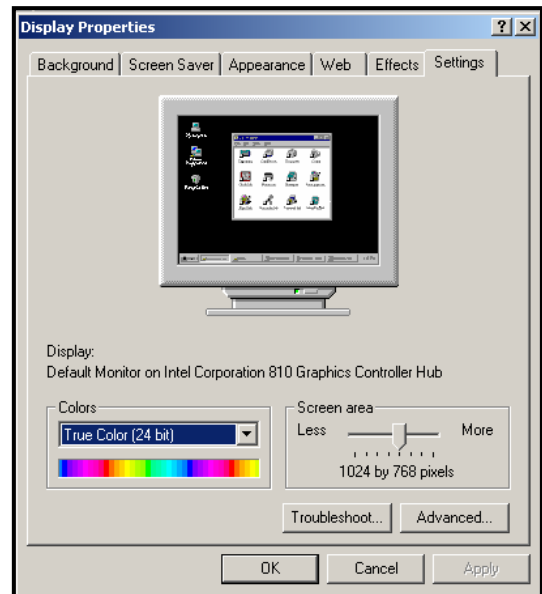 Display Properties
Background Screen Saver Appearance Web Effects Settings
Display:
Default Monitor on Intel Corporation 810 Graphics Controller Hub
Colors
True Color (24 bit)
Screen area
Less More
1024 by 768 pixels
Troubleshoot... Advanced...
OK Cancel Apply